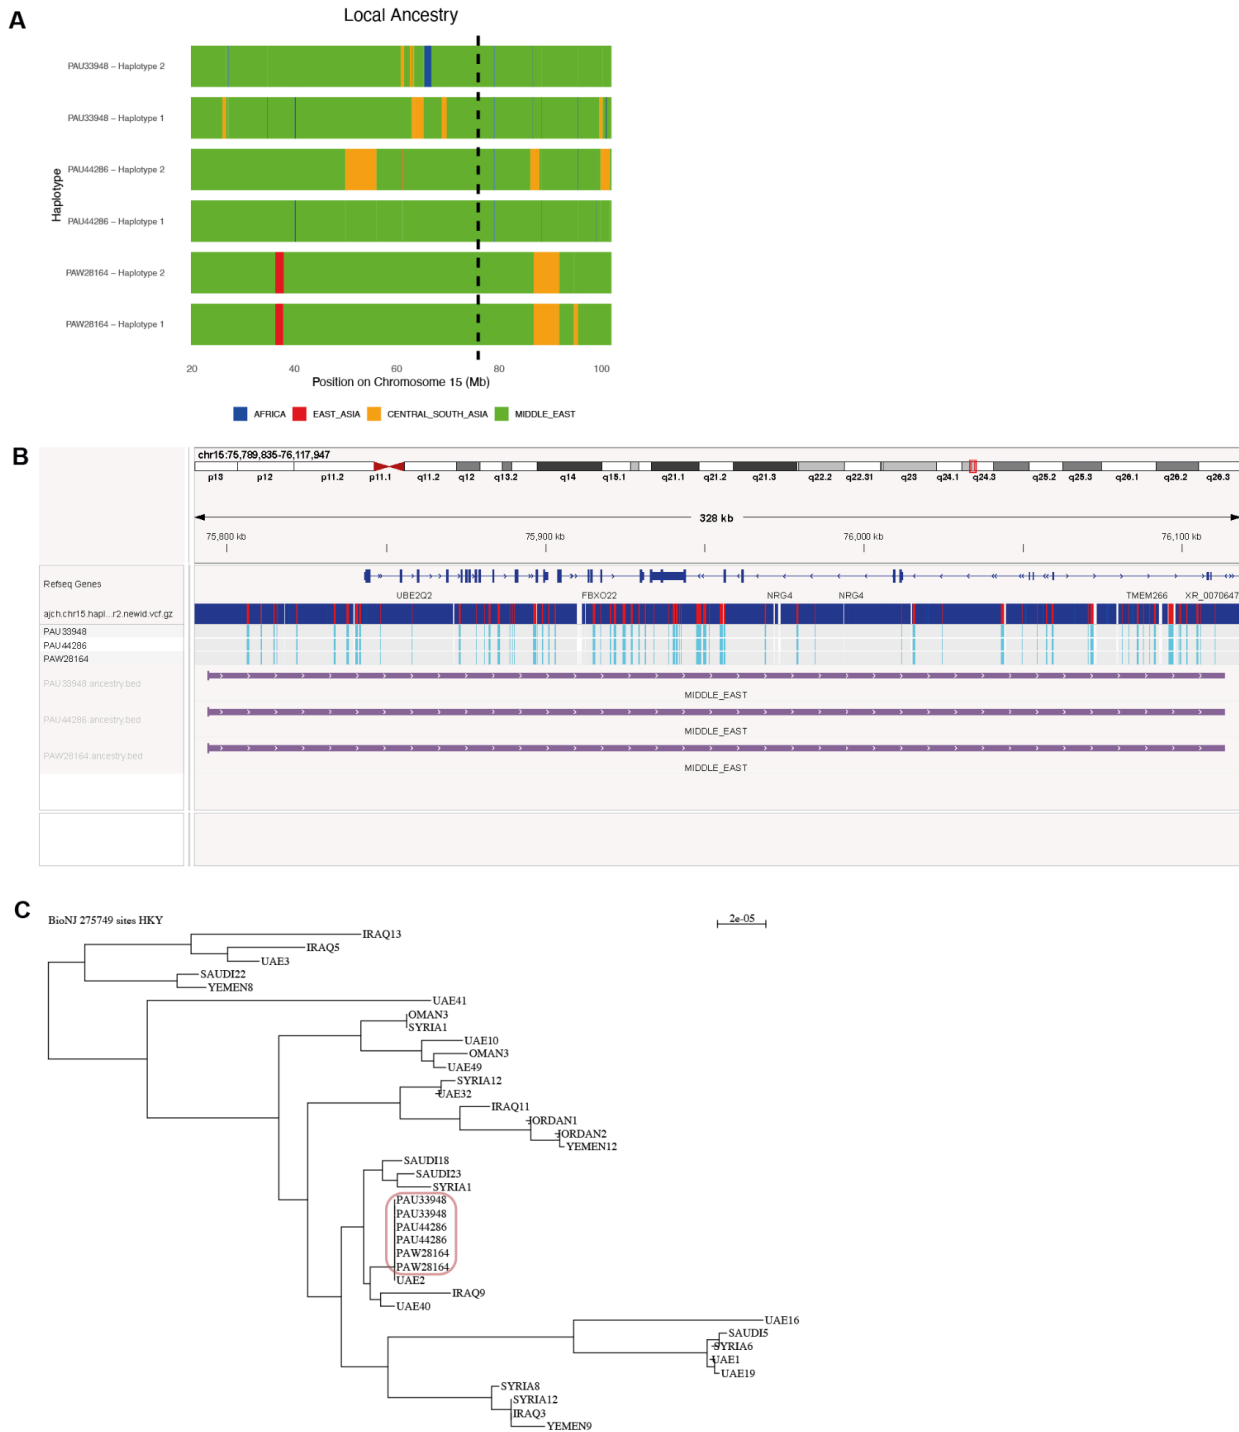 A
Local Ancestry
Haplotype
PAU33948 – Haplotype 2
PAU33948 – Haplotype 1
PAU44286 – Haplotype 2
PAU44286 – Haplotype 1
PAW28164 – Haplotype 2
PAW28164 – Haplotype 1
20 40 60 80 100
Position on Chromosome 15 (Mb)
AFRICA EAST_ASIA CENTRAL_SOUTH_ASIA MIDDLE_EAST
B
chr15:75,789,835-76,117,947
p13 p12 p11.2 p11.1 q11.2 q12 q13.2 q14 q15.1 q21.1 q21.2 q21.3 q22.2 q22.31 q23 q24.1 q24.3 q25.2 q25.3 q26.1 q26.2 q26.3
328 kb
75,800 kb 75,900 kb 76,000 kb 76,100 kb
Refseq Genes
UBE2Q2 FBXO22 NRG4 NRG4 TMEM266 XR_0070647
ajch.chr15.hapl...r2.newid.vcf.gz
PAU33948
PAU44286
PAW28164
PAU33948.ancestry.bed
MIDDLE_EAST
PAU44286.ancestry.bed
MIDDLE_EAST
PAW28164.ancestry.bed
MIDDLE_EAST
C
BioNJ 275749 sites HKY
2e-05
IRAQ13
IRAQ5
UAE3
SAUDI22
YEMEN8
UAE41
OMAN3
SYRIA1
UAE10
OMAN3
UAE49
SYRIA12
UAE32
IRAQ11
JORDAN1
JORDAN2
YEMEN12
SAUDI18
SAUDI23
SYRIA1
PAU33948
PAU33948
PAU44286
PAU44286
PAW28164
PAW28164
UAE2
IRAQ9
UAE40
UAE16
SAUDI5
SYRIA6
UAE1
UAE19
SYRIA8
SYRIA12
IRAQ3
YEMEN9